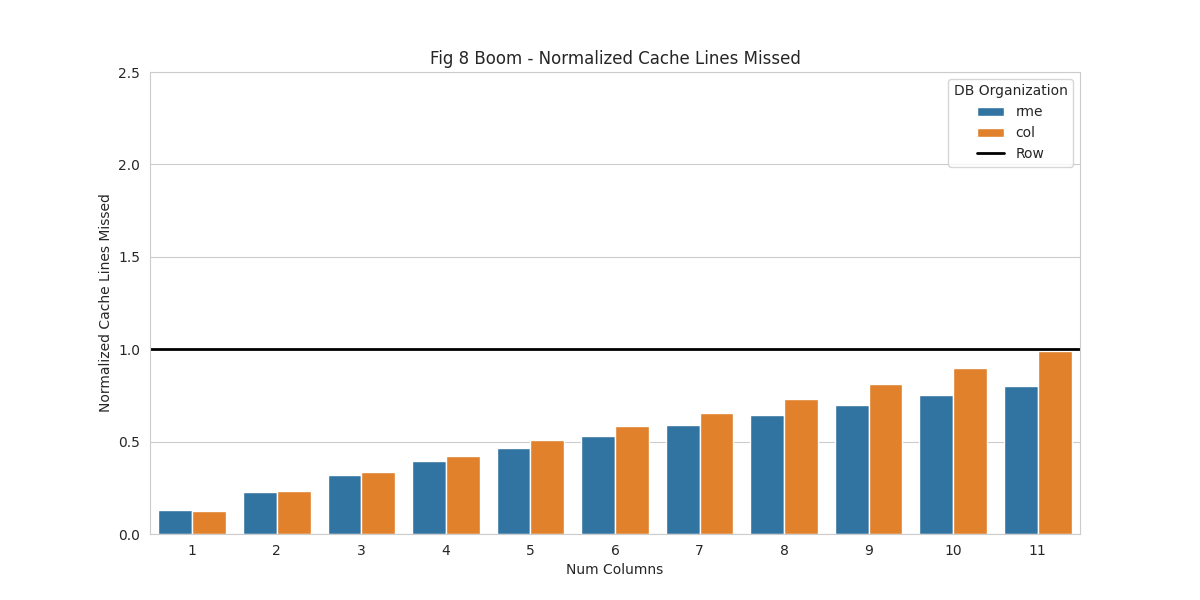 Fig 8 Boom - Normalized Cache Lines Missed
DB Organization
rme
col
Row
Normalized Cache Lines Missed
2.5
2.0
1.5
1.0
0.5
0.0
1 2 3 4 5 6 7 8 9 10 11
Num Columns